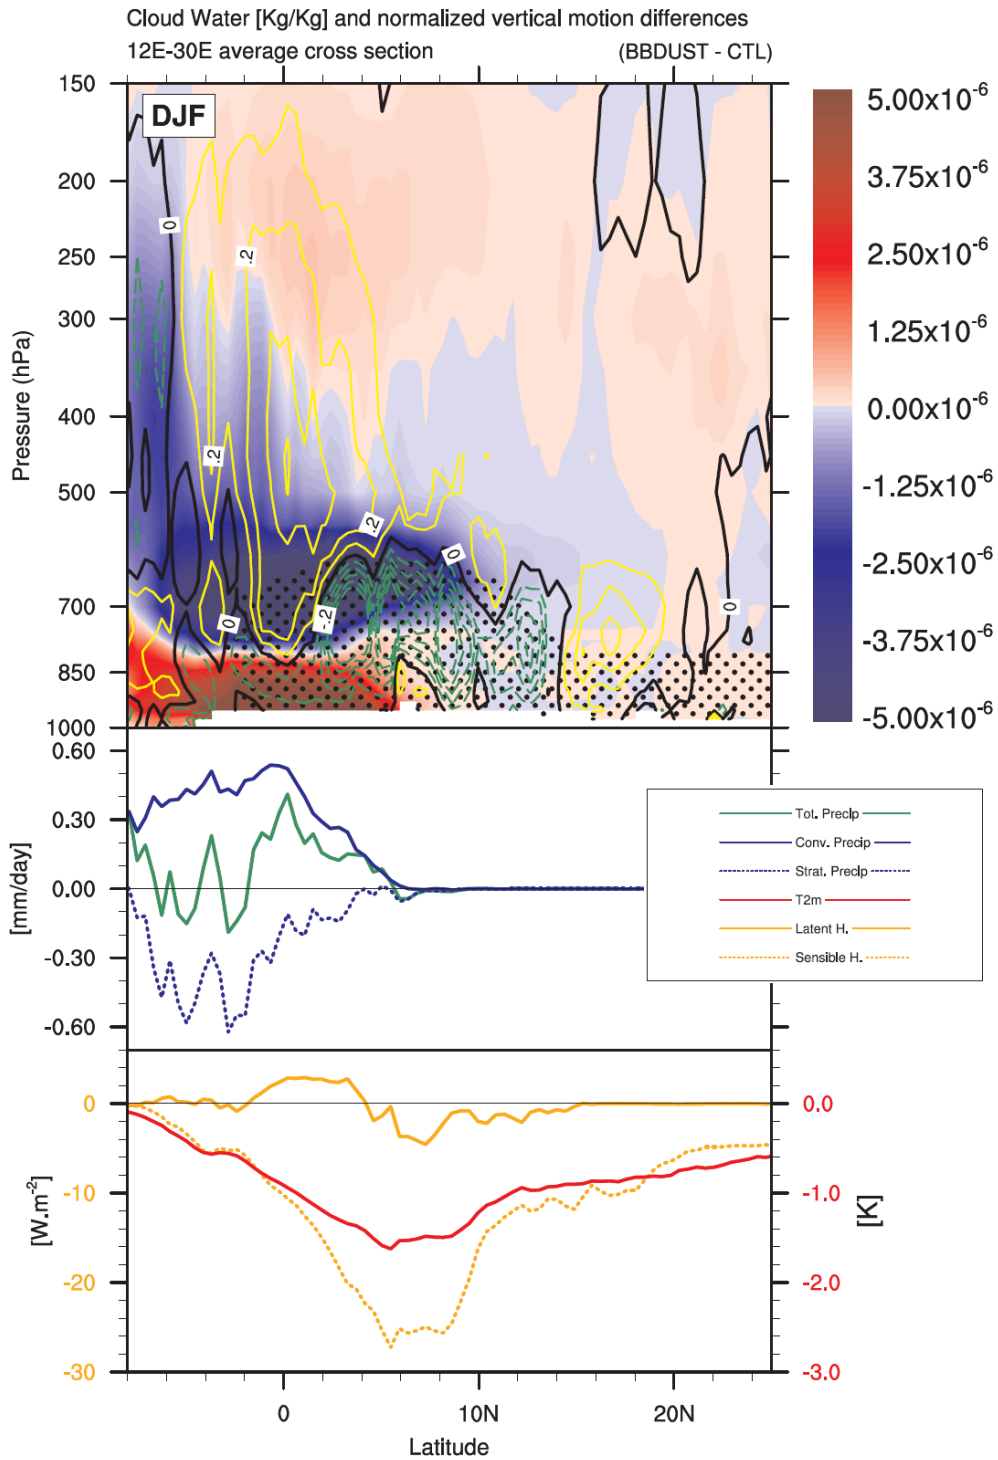 Cloud Water [Kg/Kg] and normalized vertical motion differences
12E-30E average cross section (BBDUST - CTL)
DJF
150
200
250
300
400
500
700
850
1000
Pressure (hPa)
0
.2
.2
.2
0
0
-.2
0
5.00x10⁻⁶
3.75x10⁻⁶
2.50x10⁻⁶
1.25x10⁻⁶
0.00x10⁻⁶
-1.25x10⁻⁶
-2.50x10⁻⁶
-3.75x10⁻⁶
-5.00x10⁻⁶
0.60
0.30
0.00
-0.30
-0.60
[mm/day]
Tot. Precip
Conv. Precip
Strat. Precip
T2m
Latent H.
Sensible H.
0
-10
-20
-30
[W.m⁻²]
0.0
-1.0
-2.0
-3.0
[K]
0 10N 20N
Latitude